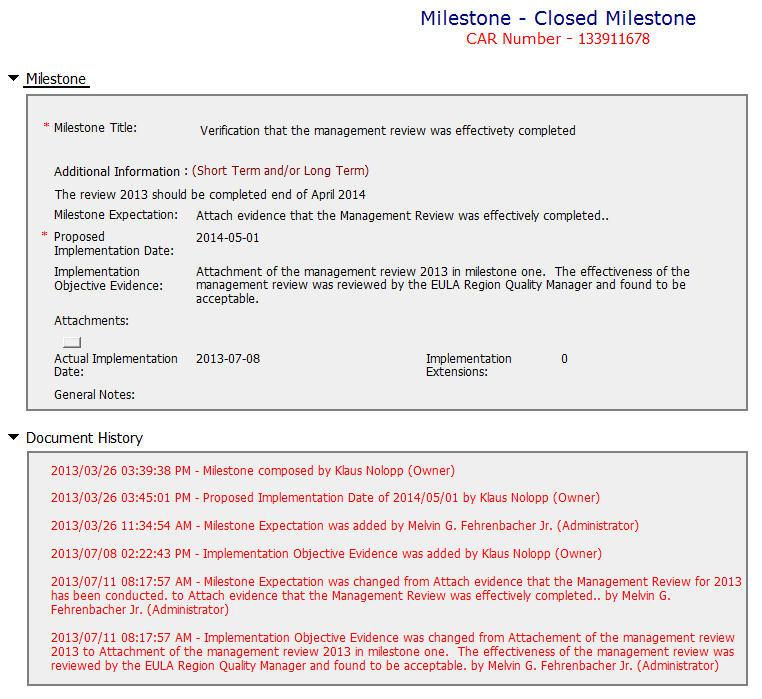 Milestone - Closed Milestone
CAR Number - 133911678
Milestone
* Milestone Title: Verification that the management review was effectivety completed
Additional Information : (Short Term and/or Long Term)
The review 2013 should be completed end of April 2014
Milestone Expectation: Attach evidence that the Management Review was effectively completed..
* Proposed Implementation Date: 2014-05-01
Implementation Objective Evidence: Attachment of the management review 2013 in milestone one. The effectiveness of the
management review was reviewed by the EULA Region Quality Manager and found to be
acceptable.
Attachments:
Actual Implementation Date: 2013-07-08 Implementation Extensions: 0
General Notes:
Document History
2013/03/26 03:39:38 PM - Milestone composed by Klaus Nolopp (Owner)
2013/03/26 03:45:01 PM - Proposed Implementation Date of 2014/05/01 by Klaus Nolopp (Owner)
2013/03/26 11:34:54 AM - Milestone Expectation was added by Melvin G. Fehrenbacher Jr. (Administrator)
2013/07/08 02:22:43 PM - Implementation Objective Evidence was added by Klaus Nolopp (Owner)
2013/07/11 08:17:57 AM - Milestone Expectation was changed from Attach evidence that the Management Review for 2013
has been conducted. to Attach evidence that the Management Review was effectively completed.. by Melvin G.
Fehrenbacher Jr. (Administrator)
2013/07/11 08:17:57 AM - Implementation Objective Evidence was changed from Attachement of the management review
2013 to Attachment of the management review 2013 in milestone one. The effectiveness of the management review was
reviewed by the EULA Region Quality Manager and found to be acceptable. by Melvin G. Fehrenbacher Jr. (Administrator)